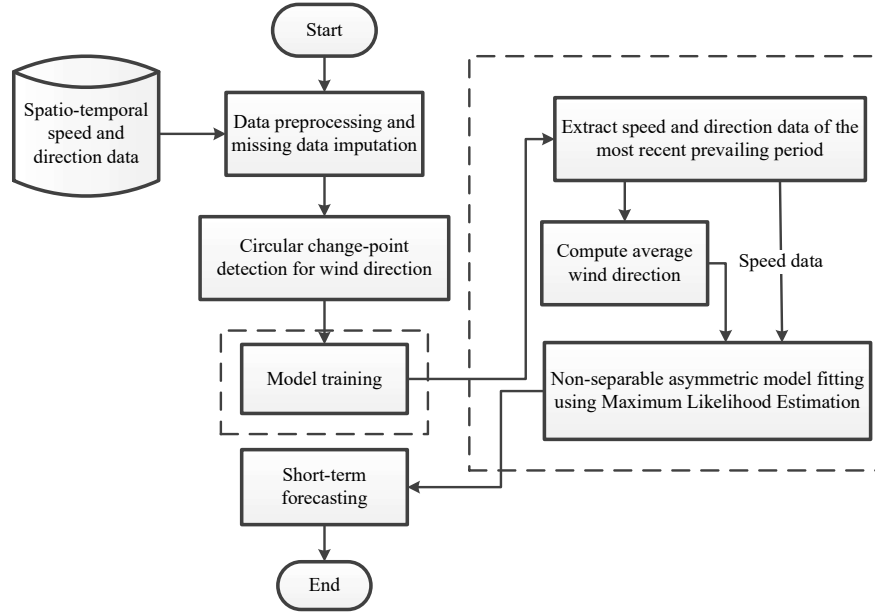 Start
Spatio-temporal
speed and
direction data
Data preprocessing and
missing data imputation
Circular change-point
detection for wind direction
Model training
Extract speed and direction data of the
most recent prevailing period
Compute average
wind direction
Speed data
Non-separable asymmetric model fitting
using Maximum Likelihood Estimation
Short-term
forecasting
End